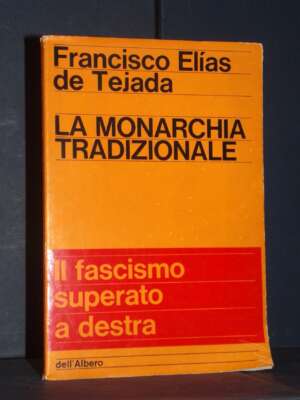 Francisco Elías
de Tejada
LA MONARCHIA
TRADIZIONALE
Il fascismo
superato
a destra
dell'Albero